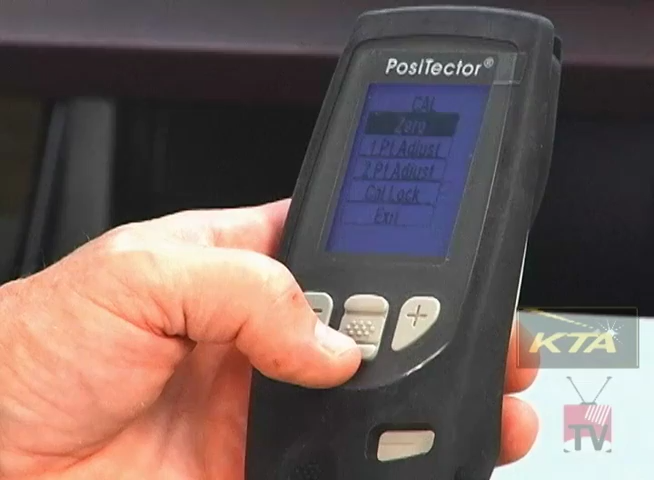 PosiTector®
CAL
Zero
1 Pt Adjust
2 Pt Adjust
Cal Lock
Exit
−
+
KTA
TV